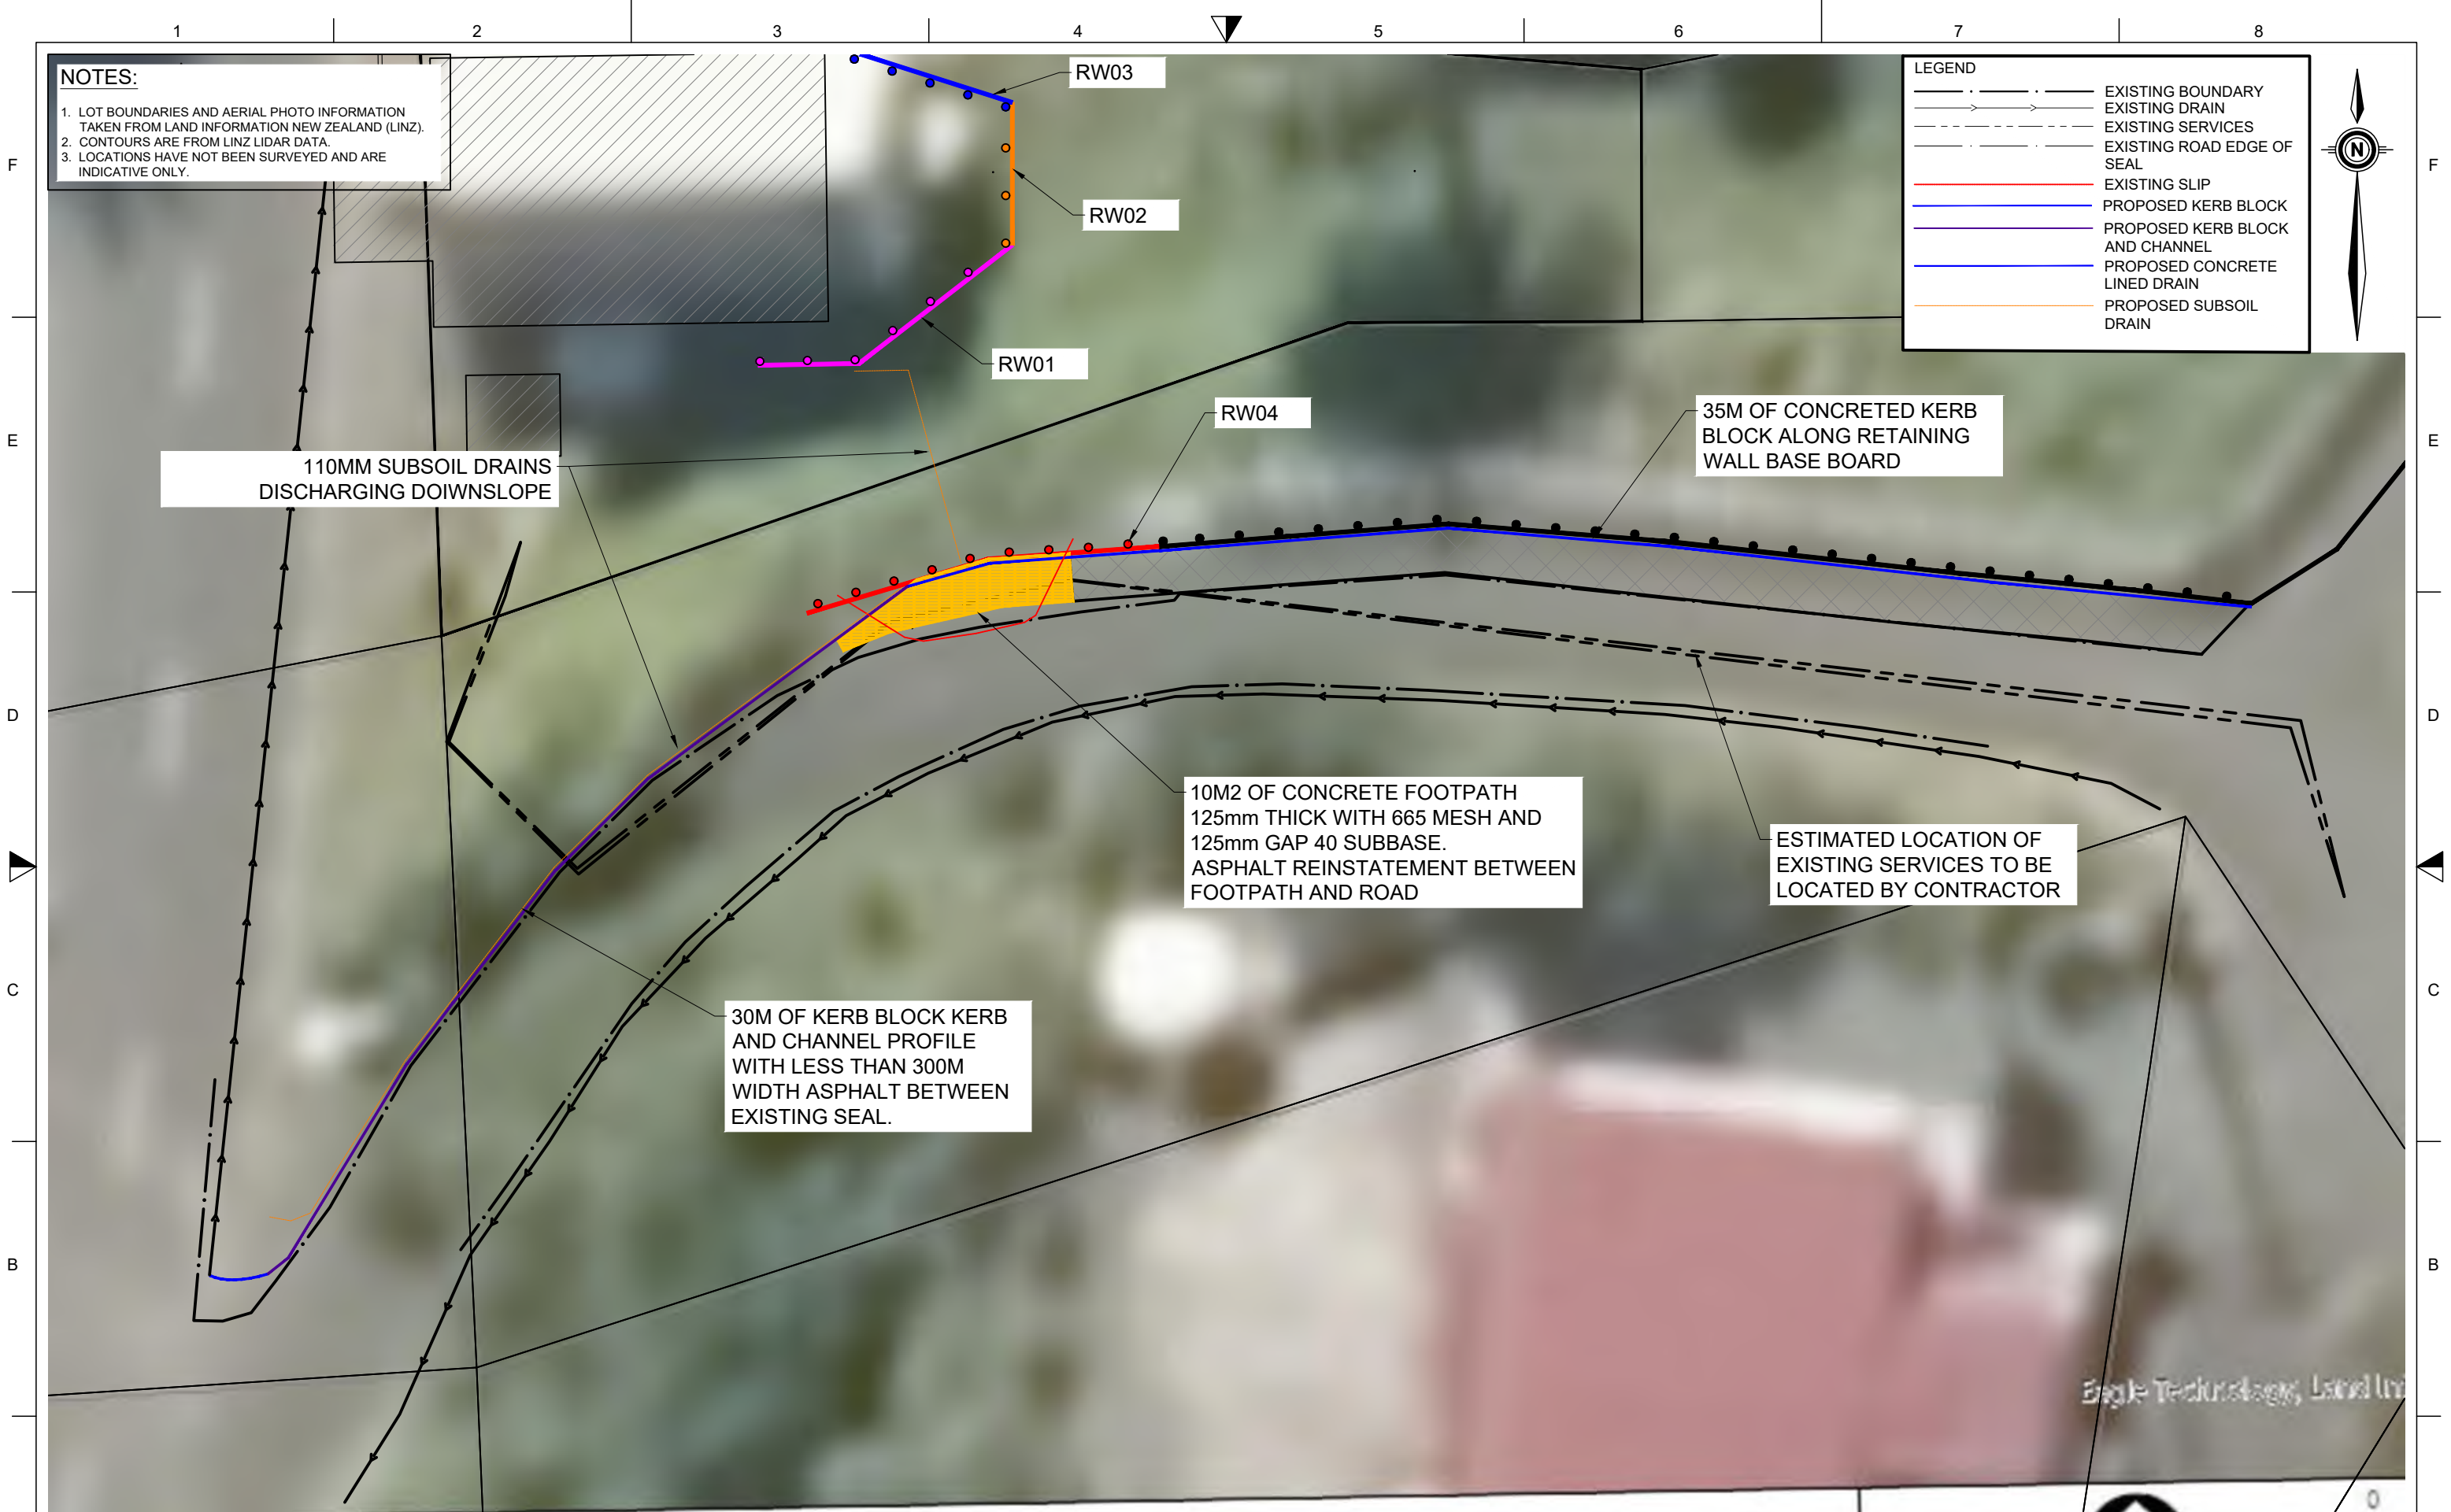 1 2 3 4 5 6 7 8
NOTES:
1. LOT BOUNDARIES AND AERIAL PHOTO INFORMATION
TAKEN FROM LAND INFORMATION NEW ZEALAND (LINZ).
2. CONTOURS ARE FROM LINZ LIDAR DATA.
3. LOCATIONS HAVE NOT BEEN SURVEYED AND ARE
INDICATIVE ONLY.
RW03
RW02
RW01
RW04
LEGEND
EXISTING BOUNDARY
EXISTING DRAIN
EXISTING SERVICES
EXISTING ROAD EDGE OF
SEAL
EXISTING SLIP
PROPOSED KERB BLOCK
PROPOSED KERB BLOCK
AND CHANNEL
PROPOSED CONCRETE
LINED DRAIN
PROPOSED SUBSOIL
DRAIN
N
F F
E E
D D
C C
B B
35M OF CONCRETED KERB
BLOCK ALONG RETAINING
WALL BASE BOARD
110MM SUBSOIL DRAINS
DISCHARGING DOIWNSLOPE
10M2 OF CONCRETE FOOTPATH
125mm THICK WITH 665 MESH AND
125mm GAP 40 SUBBASE.
ASPHALT REINSTATEMENT BETWEEN
FOOTPATH AND ROAD
ESTIMATED LOCATION OF
EXISTING SERVICES TO BE
LOCATED BY CONTRACTOR
30M OF KERB BLOCK KERB
AND CHANNEL PROFILE
WITH LESS THAN 300M
WIDTH ASPHALT BETWEEN
EXISTING SEAL.
Eagle Technology, Land In
0